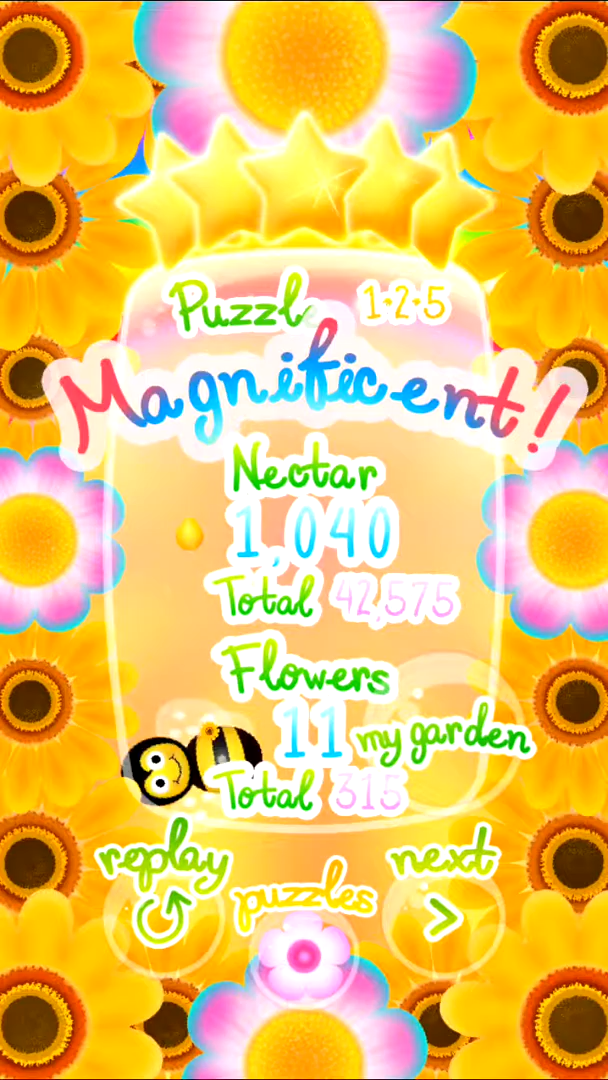 Puzzle 1·2·5
Magnificent!
Nectar
1,040
Total 42,575
Flowers
11 my garden
Total 315
replay
next
puzzles